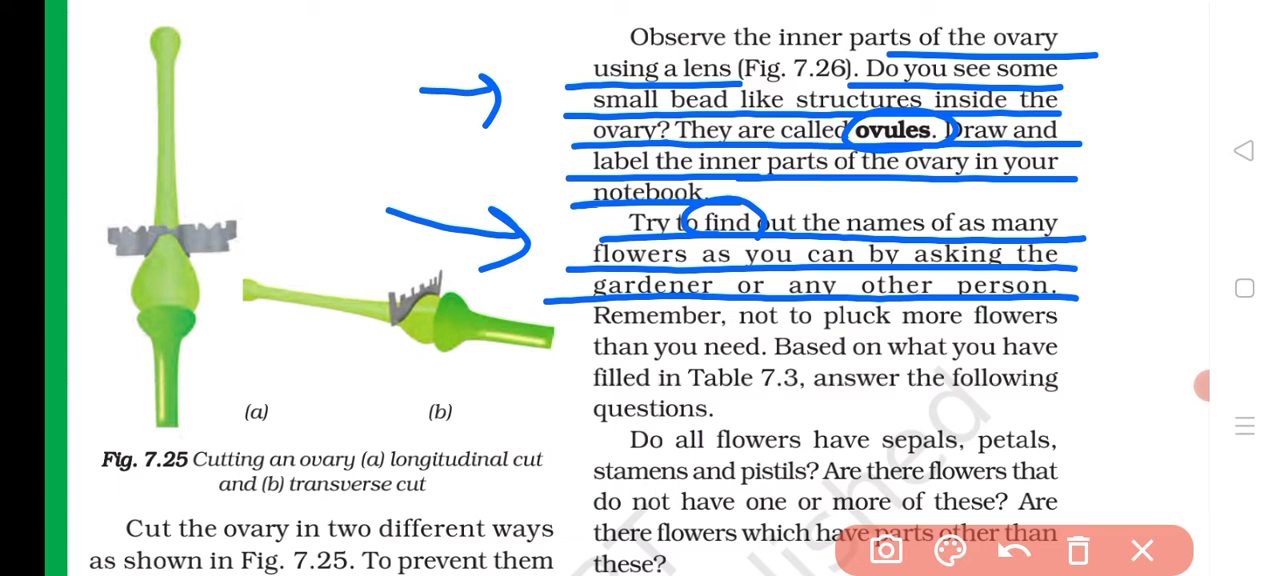 (a)
(b)
Fig. 7.25 Cutting an ovary (a) longitudinal cut
and (b) transverse cut
Cut the ovary in two different ways
as shown in Fig. 7.25. To prevent them
Observe the inner parts of the ovary
using a lens (Fig. 7.26). Do you see some
small bead like structures inside the
ovary? They are called ovules. Draw and
label the inner parts of the ovary in your
notebook.
Try to find out the names of as many
flowers as you can by asking the
gardener or any other person.
Remember, not to pluck more flowers
than you need. Based on what you have
filled in Table 7.3, answer the following
questions.
Do all flowers have sepals, petals,
stamens and pistils? Are there flowers that
do not have one or more of these? Are
there flowers which have parts other than
these?